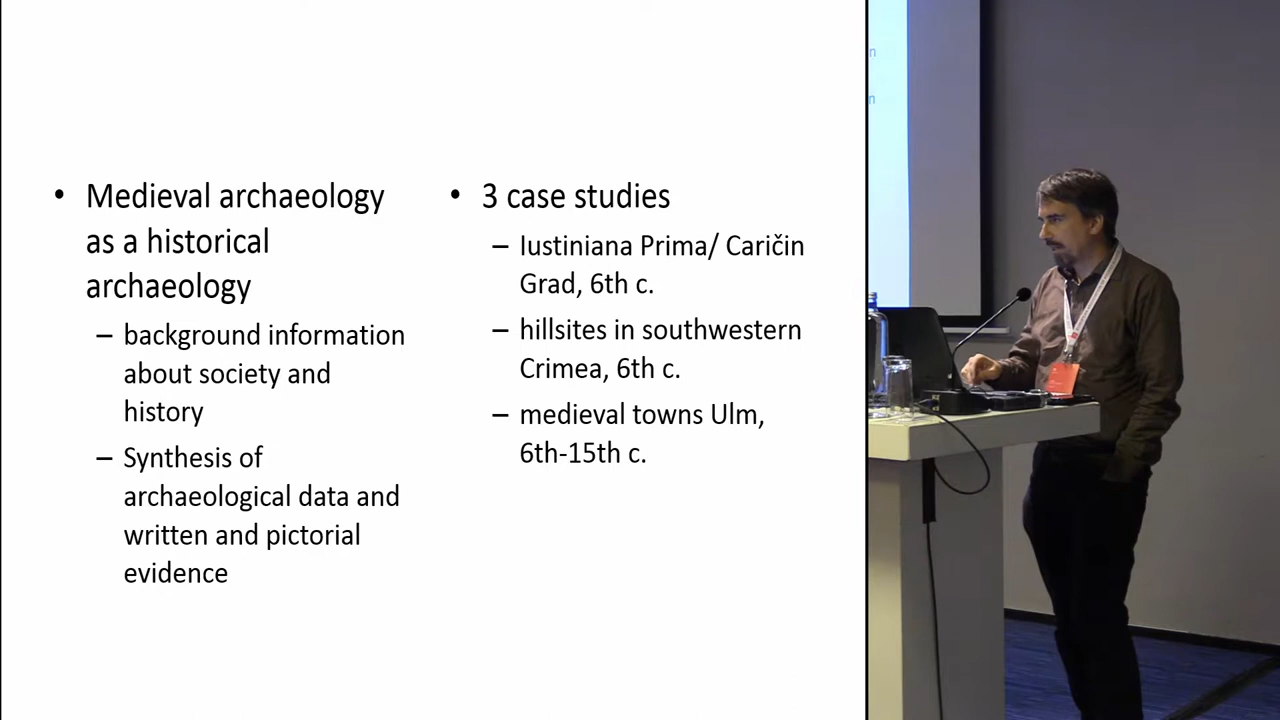 • Medieval archaeology
as a historical
archaeology
– background information
about society and
history
– Synthesis of
archaeological data and
written and pictorial
evidence
• 3 case studies
– Iustiniana Prima/ Caričin
Grad, 6th c.
– hillsites in southwestern
Crimea, 6th c.
– medieval towns Ulm,
6th-15th c.